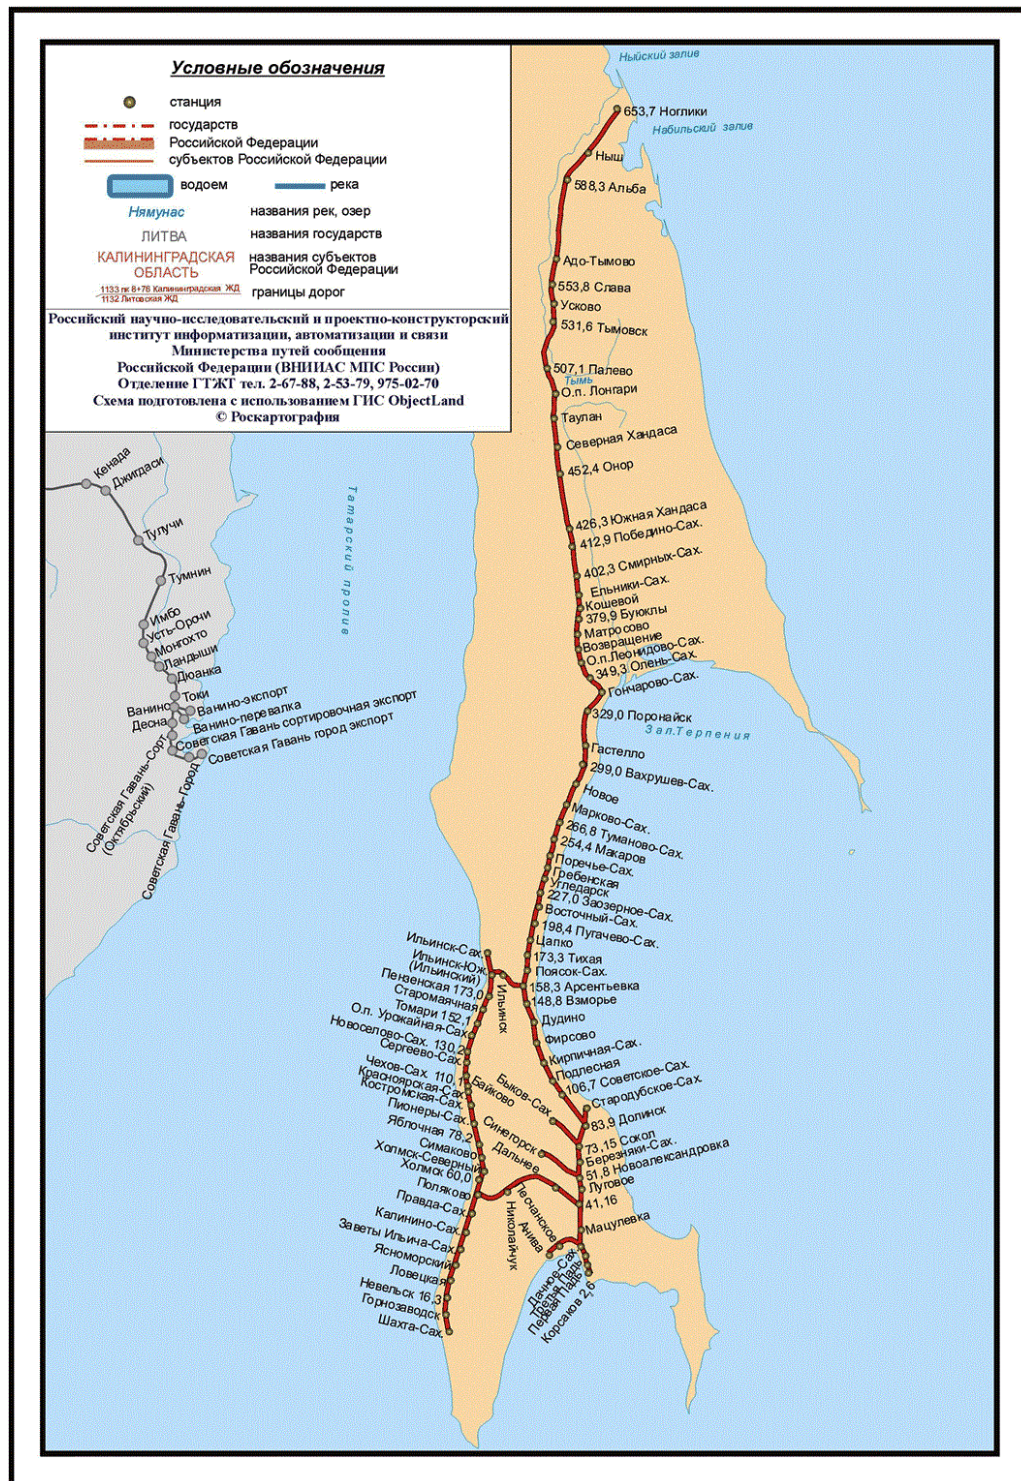 Условные обозначения
станция
государств
Российской Федерации
субъектов Российской Федерации
водоем
река
Нямунас
названия рек, озер
ЛИТВА
названия государств
КАЛИНИНГРАДСКАЯ
ОБЛАСТЬ
названия субъектов
Российской Федерации
1133 пк 8+76 Калининградская ЖД
1132 Литовская ЖД
границы дорог
Российский научно-исследовательский и проектно-конструкторский
институт информатизации, автоматизации и связи
Министерства путей сообщения
Российской Федерации (ВНИИАС МПС России)
Отделение ГТЖТ тел. 2-67-88, 2-53-79, 975-02-70
Схема подготовлена с использованием ГИС ObjectLand
© Роскартография
Ныйский залив
653,7 Ноглики
Набильский залив
Ныш
588,3 Альба
Адо-Тымово
553,8 Слава
Усково
531,6 Тымовск
507,1 Палево
Тымь
О.п. Лонгари
Таулан
Северная Хандаса
452,4 Онор
426,3 Южная Хандаса
412,9 Победино-Сах.
402,3 Смирных-Сах.
Ельники-Сах.
Кошевой
379,9 Буюклы
Матросово
Возвращение
О.п.Леонидово-Сах.
349,3 Олень-Сах.
Гончарово-Сах.
329,0 Поронайск
Зал.Терпения
Гастелло
299,0 Вахрушев-Сах.
Новое
Марково-Сах.
266,8 Туманово-Сах.
254,4 Макаров
Поречье-Сах.
Гребенская
Угледарск
227,0 Заозерное-Сах.
Восточный-Сах.
198,4 Пугачево-Сах.
Цапко
173,3 Тихая
Поясок-Сах.
158,3 Арсентьевка
148,8 Взморье
Дудино
Фирсово
Кирпичная-Сах.
Подлесная
106,7 Советское-Сах.
Стародубское-Сах.
83,9 Долинск
73,15 Сокол
Березняки-Сах.
51,8 Новоалександровка
Луговое
41,16
Мацулевка
Дачное-Сах.
Третья Падь
Первая Падь
Корсаков 2,6
Татарский пролив
Кенада
Джигдаси
Тулучи
Тумнин
Имбо
Усть-Орочи
Монгохто
Ландыши
Дюанка
Токи
Ванино
Ванино-экспорт
Десна
Ванино-перевалка
Советская Гавань сортировочная экспорт
Советская Гавань город экспорт
Советская Гавань-Сорт.
(Октябрьский)
Советская Гавань-Город
Ильинск-Сах.
Ильинск-Юж.
(Ильинский)
Ильинск
Пензенская 173,0
Старомаячная
Томари 152,1
О.п. Урожайная-Сах.
Новоселово-Сах. 130,2
Сергеево-Сах.
Чехов-Сах. 110,1
Красноярская-Сах.
Байково
Костромская-Сах.
Пионеры-Сах.
Яблочная 78,2
Симаково
Холмск-Северный
Холмск 60,0
Поляково
Правда-Сах.
Калинино-Сах.
Заветы Ильича-Сах.
Ясноморский
Ловецкая
Невельск 16,3
Горнозаводск
Шахта-Сах.
Быков-Сах.
Синегорск
Дальнее
Николайчук
Песчанское
Анива